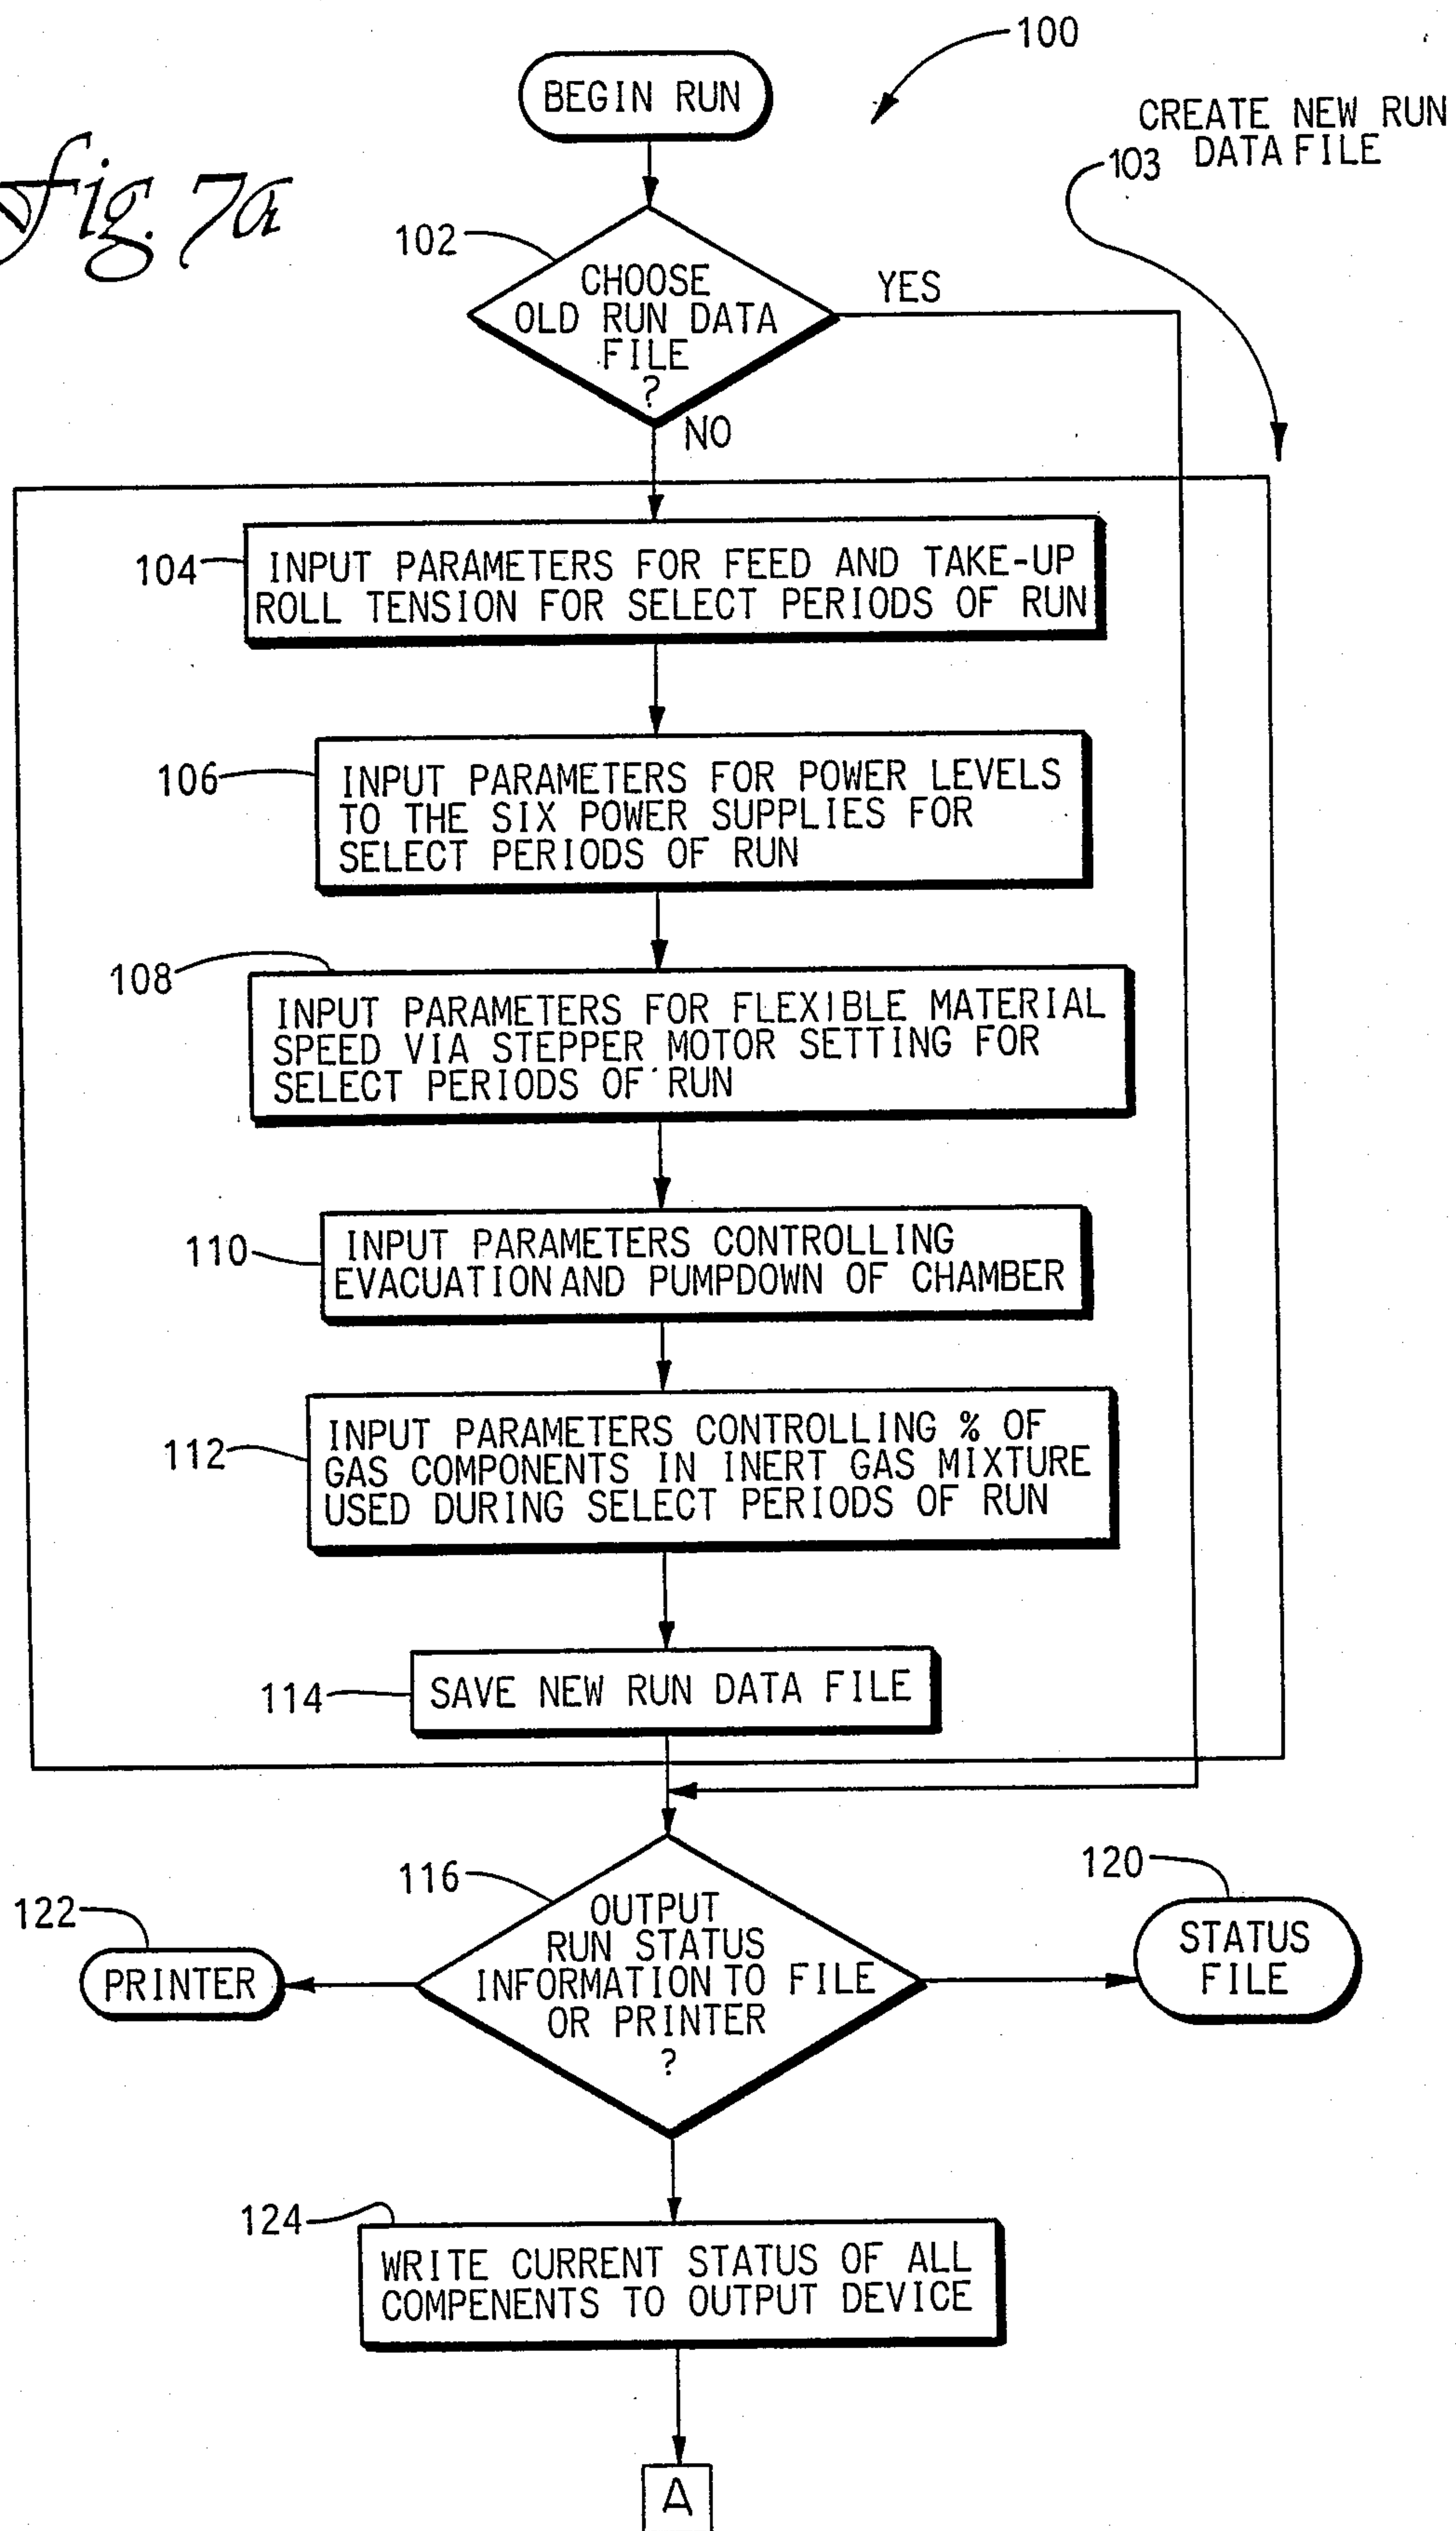 Fig. 7a
100
BEGIN RUN
CREATE NEW RUN
DATA FILE
103
102
CHOOSE
OLD RUN DATA
FILE
?
YES
NO
104
INPUT PARAMETERS FOR FEED AND TAKE-UP
ROLL TENSION FOR SELECT PERIODS OF RUN
106
INPUT PARAMETERS FOR POWER LEVELS
TO THE SIX POWER SUPPLIES FOR
SELECT PERIODS OF RUN
108
INPUT PARAMETERS FOR FLEXIBLE MATERIAL
SPEED VIA STEPPER MOTOR SETTING FOR
SELECT PERIODS OF RUN
110
INPUT PARAMETERS CONTROLLING
EVACUATION AND PUMPDOWN OF CHAMBER
112
INPUT PARAMETERS CONTROLLING % OF
GAS COMPONENTS IN INERT GAS MIXTURE
USED DURING SELECT PERIODS OF RUN
114
SAVE NEW RUN DATA FILE
116
OUTPUT
RUN STATUS
INFORMATION TO FILE
OR PRINTER
?
122
PRINTER
120
STATUS
FILE
124
WRITE CURRENT STATUS OF ALL
COMPENENTS TO OUTPUT DEVICE
A